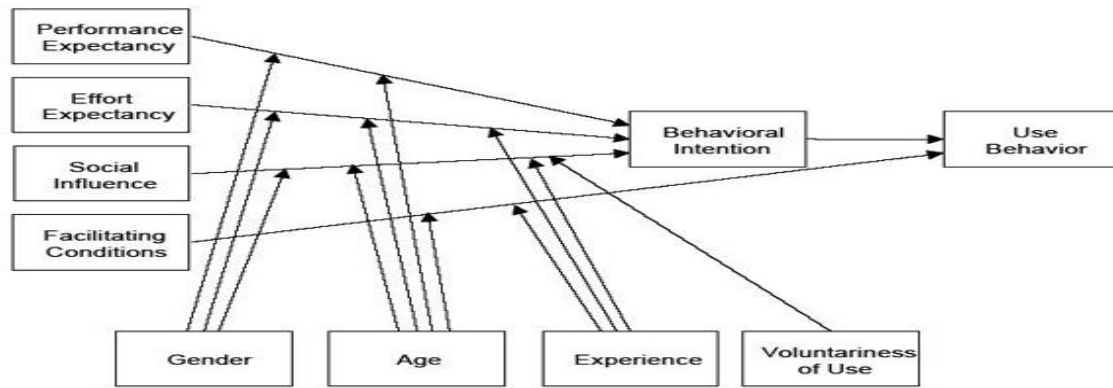 Performance
Expectancy
Effort
Expectancy
Social
Influence
Facilitating
Conditions
Behavioral
Intention
Use
Behavior
Gender
Age
Experience
Voluntariness
of Use